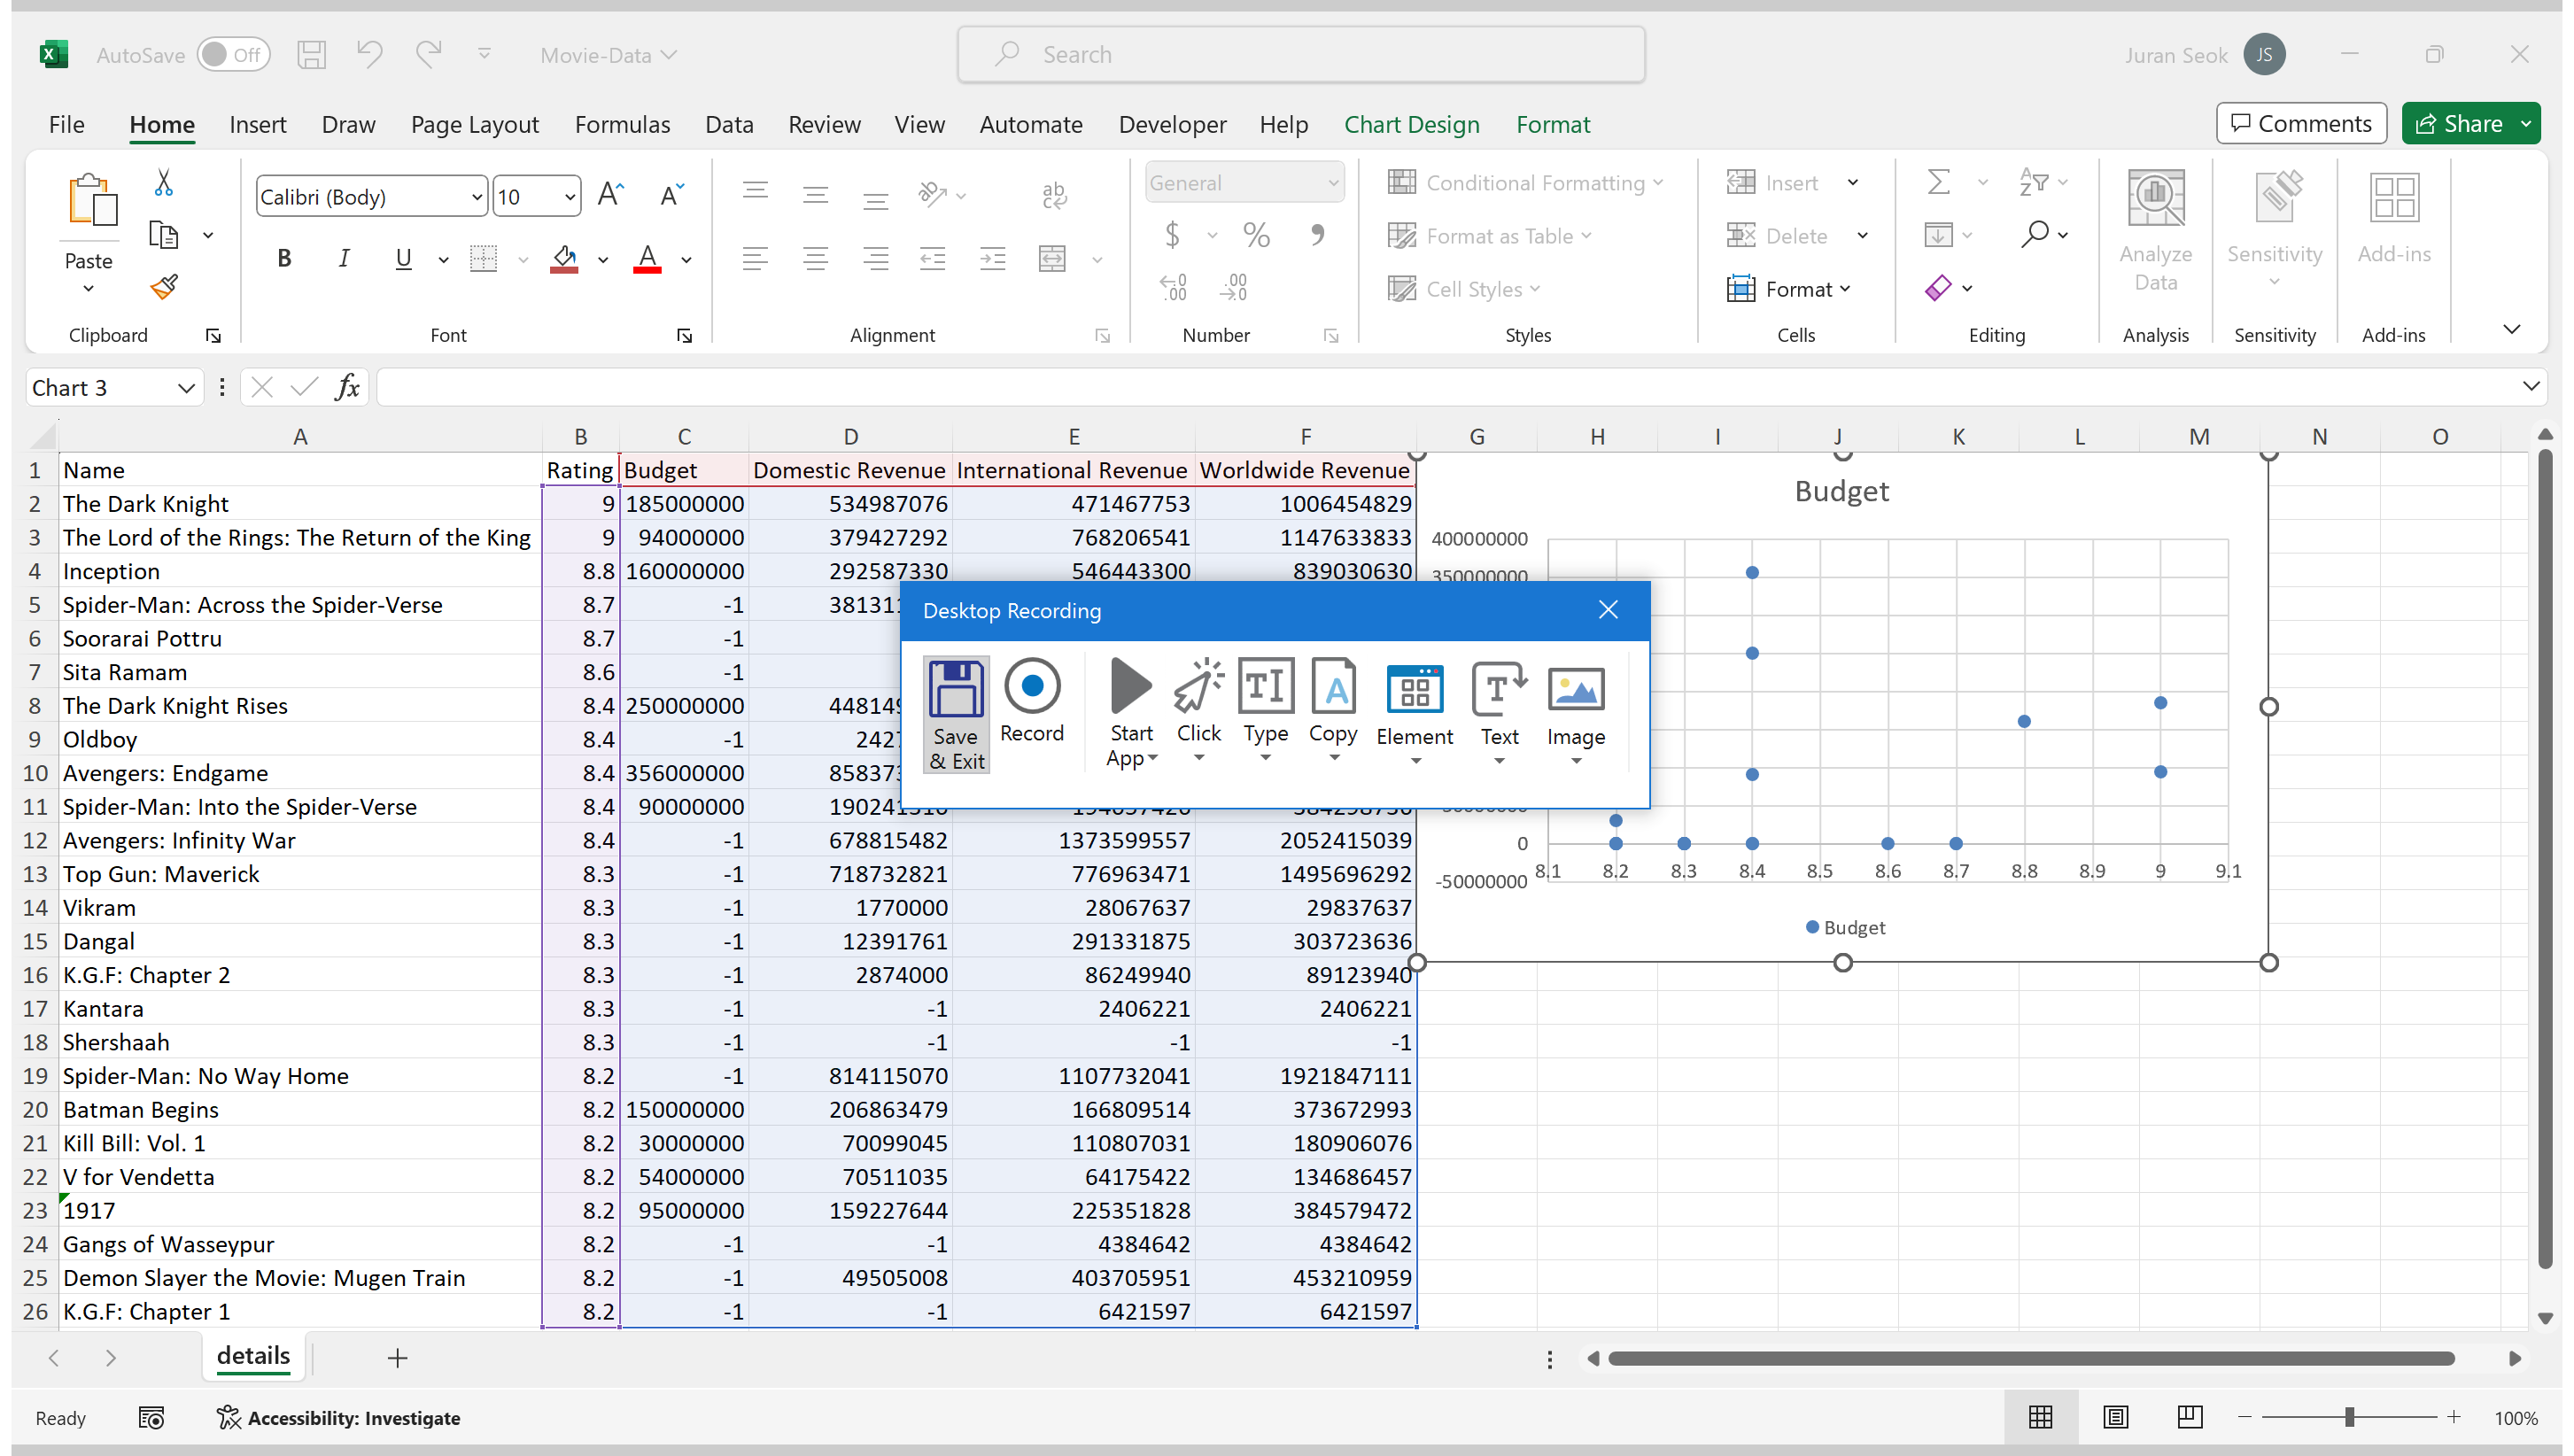 AutoSave Off Movie-Data Search Juran Seok JS
File Home Insert Draw Page Layout Formulas Data Review View Automate Developer Help Chart Design Format Comments Share
Paste Calibri (Body) 10 General Conditional Formatting Insert
Format as Table Delete
Cell Styles Format
Analyze Data Sensitivity Add-ins
Clipboard Font Alignment Number Styles Cells Editing Analysis Sensitivity Add-ins
Chart 3 fx
A B C D E F G H I J K L M N O
1 Name Rating Budget Domestic Revenue International Revenue Worldwide Revenue
2 The Dark Knight 9 185000000 534987076 471467753 1006454829
3 The Lord of the Rings: The Return of the King 9 94000000 379427292 768206541 1147633833
4 Inception 8.8 160000000 292587330 546443300 839030630
5 Spider-Man: Across the Spider-Verse 8.7 -1
6 Soorarai Pottru 8.7 -1
7 Sita Ramam 8.6 -1
8 The Dark Knight Rises 8.4 250000000
9 Oldboy 8.4 -1
10 Avengers: Endgame 8.4 356000000
11 Spider-Man: Into the Spider-Verse 8.4 90000000
12 Avengers: Infinity War 8.4 -1 678815482 1373599557 2052415039
13 Top Gun: Maverick 8.3 -1 718732821 776963471 1495696292
14 Vikram 8.3 -1 1770000 28067637 29837637
15 Dangal 8.3 -1 12391761 291331875 303723636
16 K.G.F: Chapter 2 8.3 -1 2874000 86249940 89123940
17 Kantara 8.3 -1 -1 2406221 2406221
18 Shershaah 8.3 -1 -1 -1 -1
19 Spider-Man: No Way Home 8.2 -1 814115070 1107732041 1921847111
20 Batman Begins 8.2 150000000 206863479 166809514 373672993
21 Kill Bill: Vol. 1 8.2 30000000 70099045 110807031 180906076
22 V for Vendetta 8.2 54000000 70511035 64175422 134686457
23 1917 8.2 95000000 159227644 225351828 384579472
24 Gangs of Wasseypur 8.2 -1 -1 4384642 4384642
25 Demon Slayer the Movie: Mugen Train 8.2 -1 49505008 403705951 453210959
26 K.G.F: Chapter 1 8.2 -1 -1 6421597 6421597
Budget
400000000
350000000
0
-50000000
8.1 8.2 8.3 8.4 8.5 8.6 8.7 8.8 8.9 9 9.1
Budget
Desktop Recording
Save & Exit Record Start App Click Type Copy Element Text Image
details
Ready Accessibility: Investigate 100%